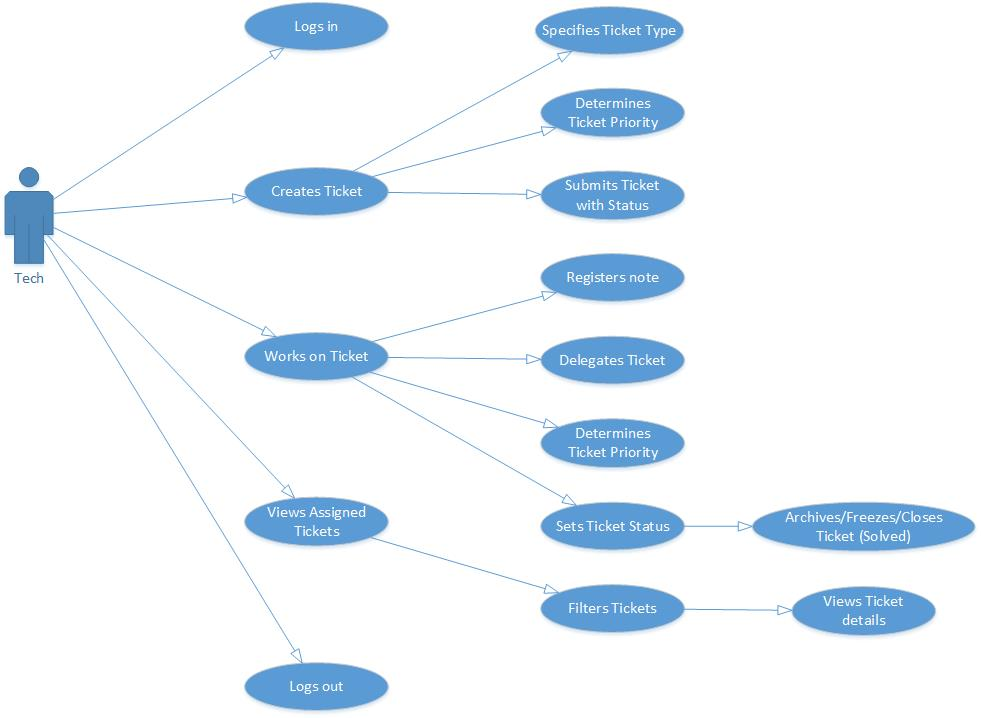 Logs in
Specifies Ticket Type
Determines
Ticket Priority
Creates Ticket
Submits Ticket
with Status
Tech
Registers note
Works on Ticket
Delegates Ticket
Determines
Ticket Priority
Views Assigned
Tickets
Sets Ticket Status
Archives/Freezes/Closes
Ticket (Solved)
Filters Tickets
Views Ticket
details
Logs out